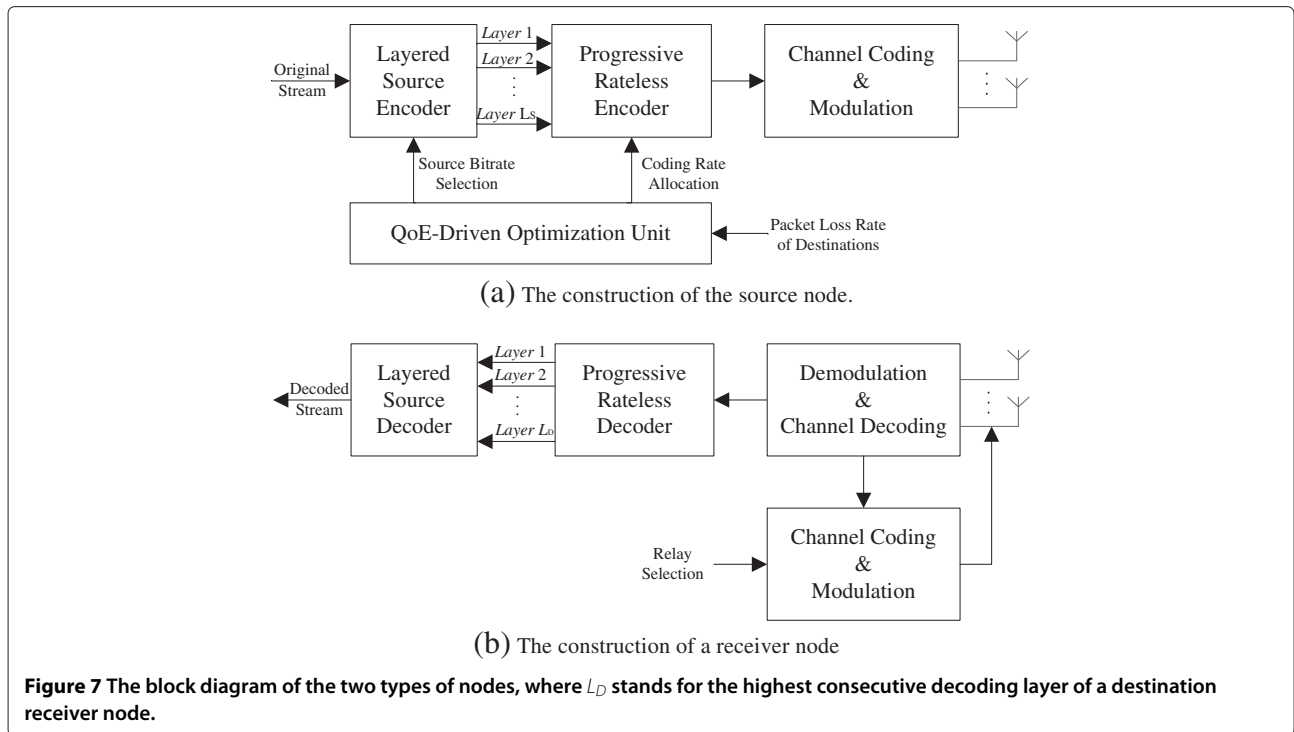 Original
Stream
Layered
Source
Encoder
Layer 1
Layer 2
⋮
Layer Ls
Progressive
Rateless
Encoder
Channel Coding
&
Modulation
⋮
Source Bitrate
Selection
Coding Rate
Allocation
QoE-Driven Optimization Unit
Packet Loss Rate
of Destinations
(a) The construction of the source node.
Decoded
Stream
Layered
Source
Decoder
Layer 1
Layer 2
⋮
Layer L_D
Progressive
Rateless
Decoder
Demodulation
&
Channel Decoding
⋮
Relay
Selection
Channel Coding
&
Modulation
(b) The construction of a receiver node
Figure 7 The block diagram of the two types of nodes, where L_D stands for the highest consecutive decoding layer of a destination
receiver node.